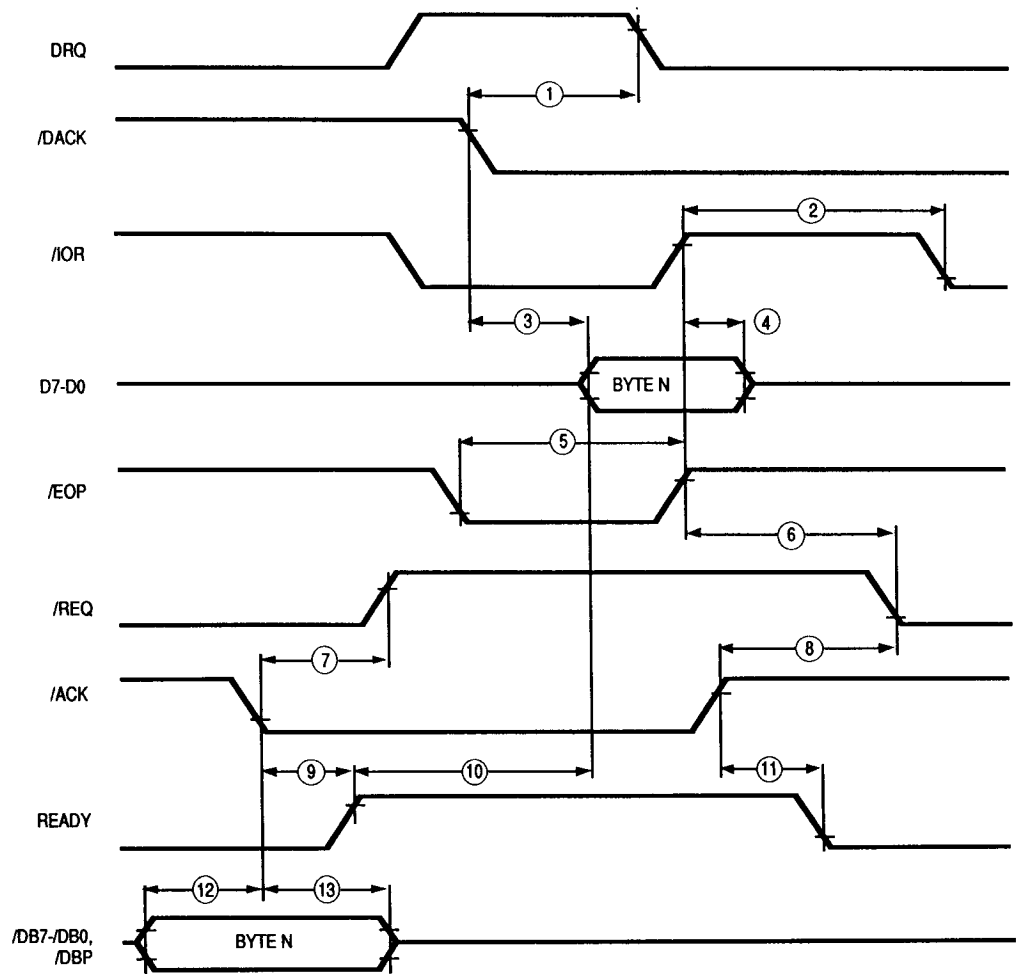 DRQ
1
/DACK
2
/IOR
3
4
D7-D0
BYTE N
5
/EOP
6
/REQ
7
8
/ACK
9
10
11
READY
12
13
/DB7-/DB0,
/DBP
BYTE N